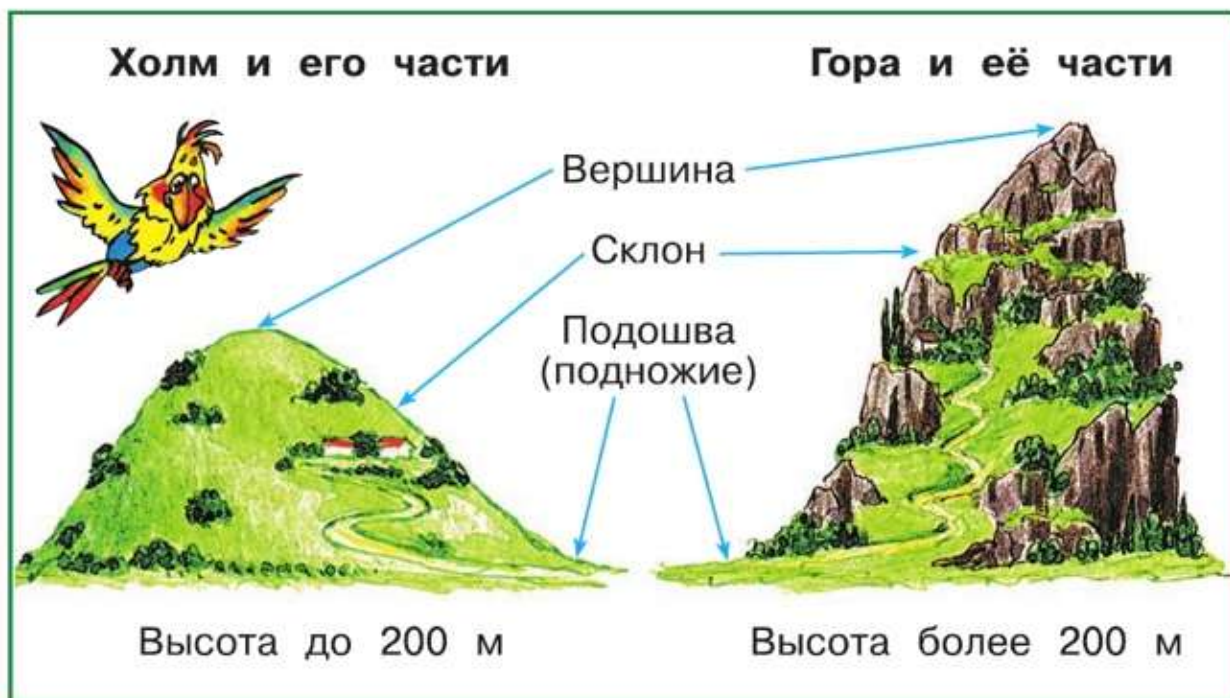 Холм и его части
Гора и её части
Вершина
Склон
Подошва
(подножие)
Высота до 200 м
Высота более 200 м